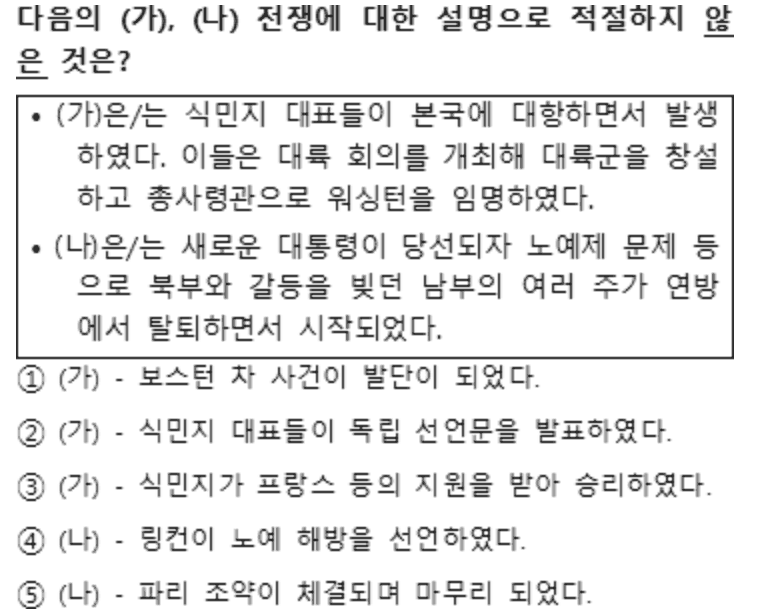 다음의 (가), (나) 전쟁에 대한 설명으로 적절하지 않
은 것은?
• (가)은/는 식민지 대표들이 본국에 대항하면서 발생
하였다. 이들은 대륙 회의를 개최해 대륙군을 창설
하고 총사령관으로 워싱턴을 임명하였다.
• (나)은/는 새로운 대통령이 당선되자 노예제 문제 등
으로 북부와 갈등을 빚던 남부의 여러 주가 연방
에서 탈퇴하면서 시작되었다.
① (가) - 보스턴 차 사건이 발단이 되었다.
② (가) - 식민지 대표들이 독립 선언문을 발표하였다.
③ (가) - 식민지가 프랑스 등의 지원을 받아 승리하였다.
④ (나) - 링컨이 노예 해방을 선언하였다.
⑤ (나) - 파리 조약이 체결되며 마무리 되었다.